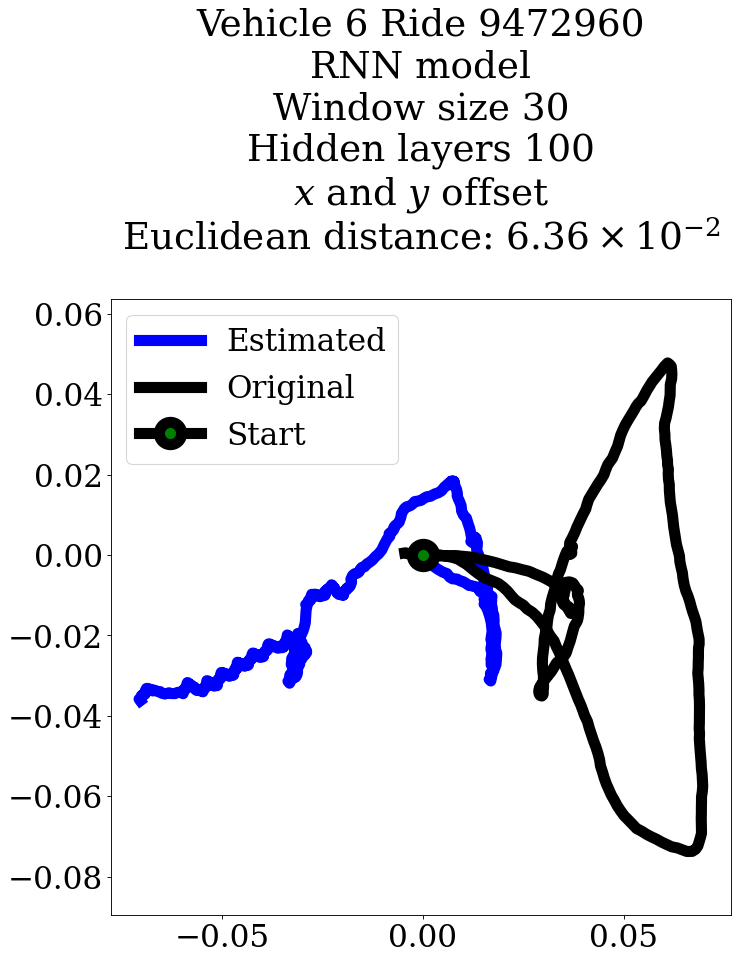 Vehicle 6 Ride 9472960
RNN model
Window size 30
Hidden layers 100
x and y offset
Euclidean distance: 6.36 × 10⁻²
Estimated
Original
Start
0.06
0.04
0.02
0.00
−0.02
−0.04
−0.06
−0.08
−0.05 0.00 0.05